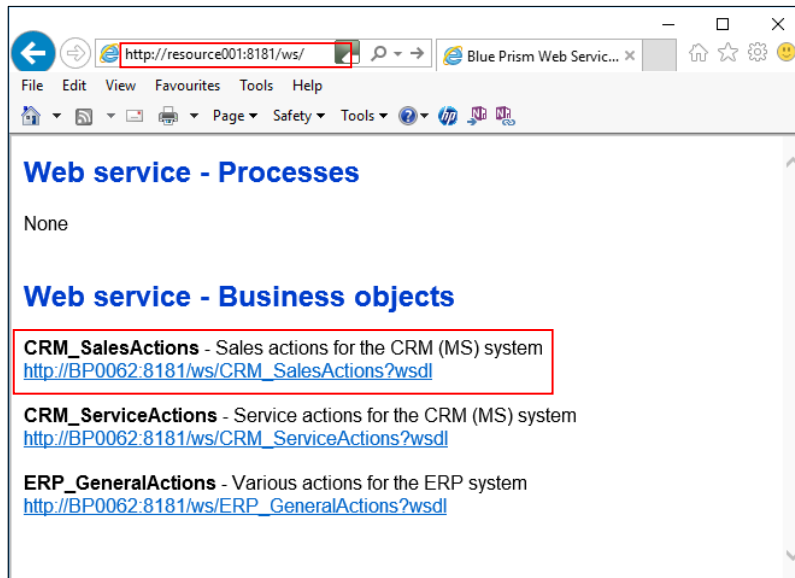 http://resource001:8181/ws/
Blue Prism Web Servic...
File Edit View Favourites Tools Help
Page Safety Tools
Web service - Processes
None
Web service - Business objects
CRM_SalesActions - Sales actions for the CRM (MS) system
http://BP0062:8181/ws/CRM_SalesActions?wsdl
CRM_ServiceActions - Service actions for the CRM (MS) system
http://BP0062:8181/ws/CRM_ServiceActions?wsdl
ERP_GeneralActions - Various actions for the ERP system
http://BP0062:8181/ws/ERP_GeneralActions?wsdl